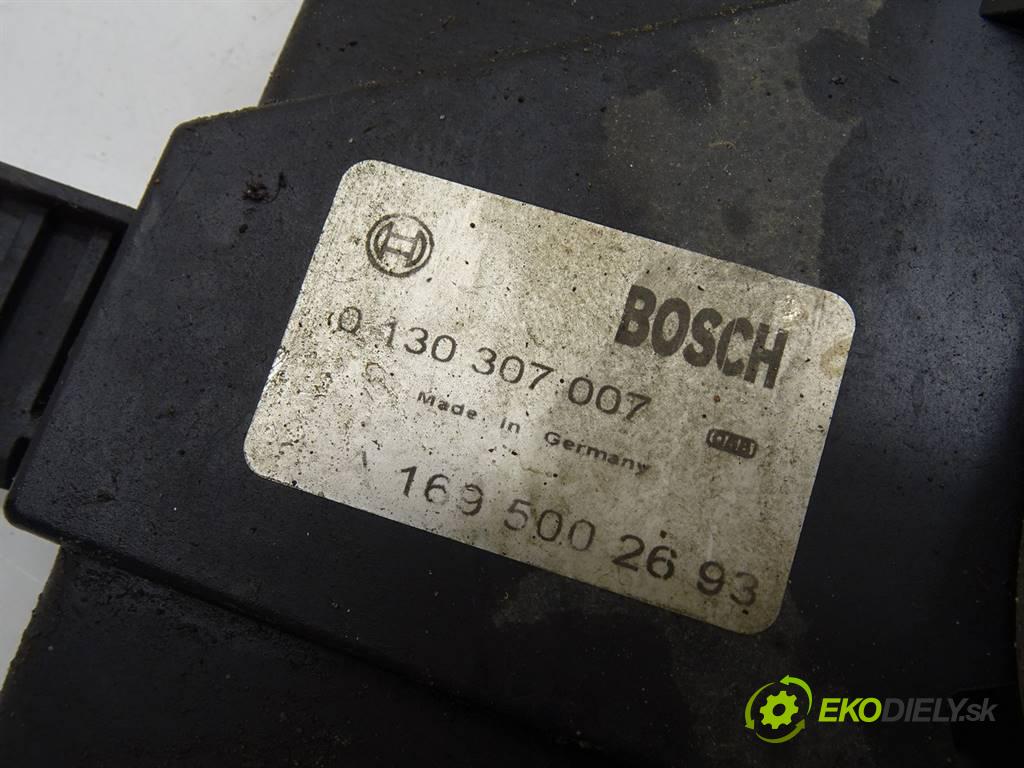 BOSCH
0 130 307 007
Made in Germany
169 500 26 93
EKODIELY.sk